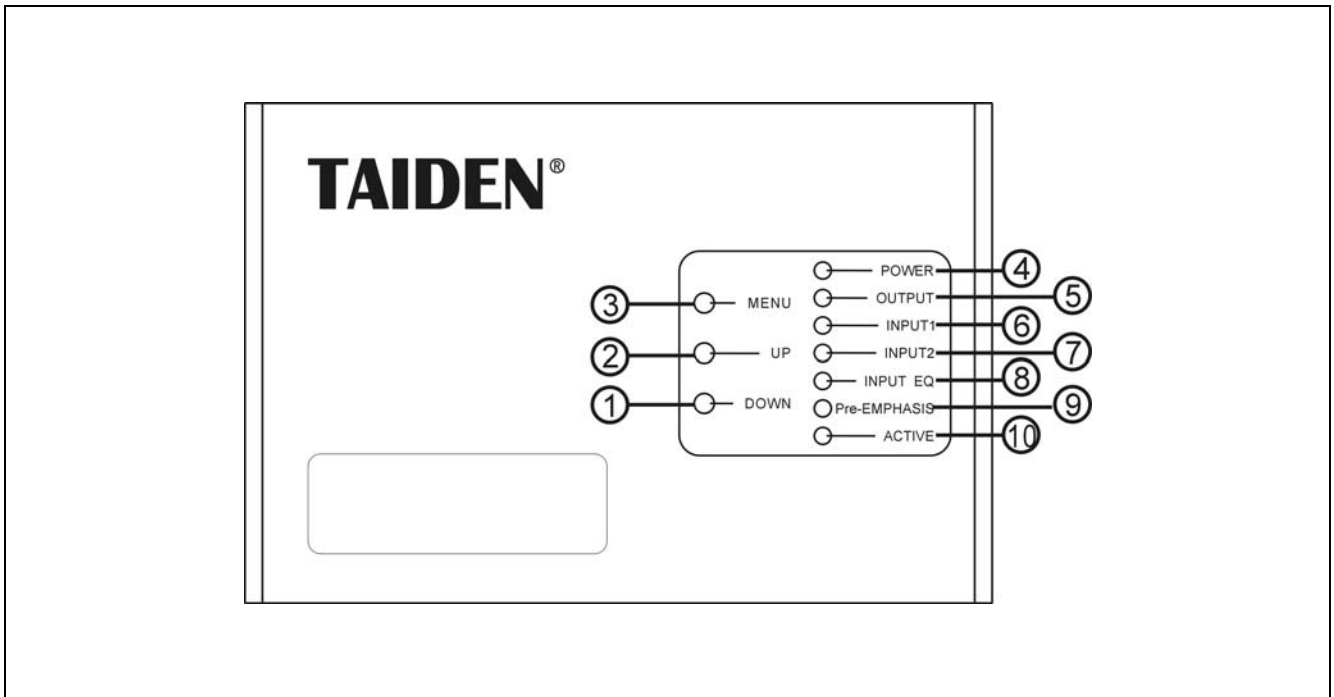 TAIDEN®
POWER ④
OUTPUT ⑤
③ MENU
INPUT1 ⑥
② UP
INPUT2 ⑦
INPUT EQ ⑧
① DOWN
Pre-EMPHASIS ⑨
ACTIVE ⑩